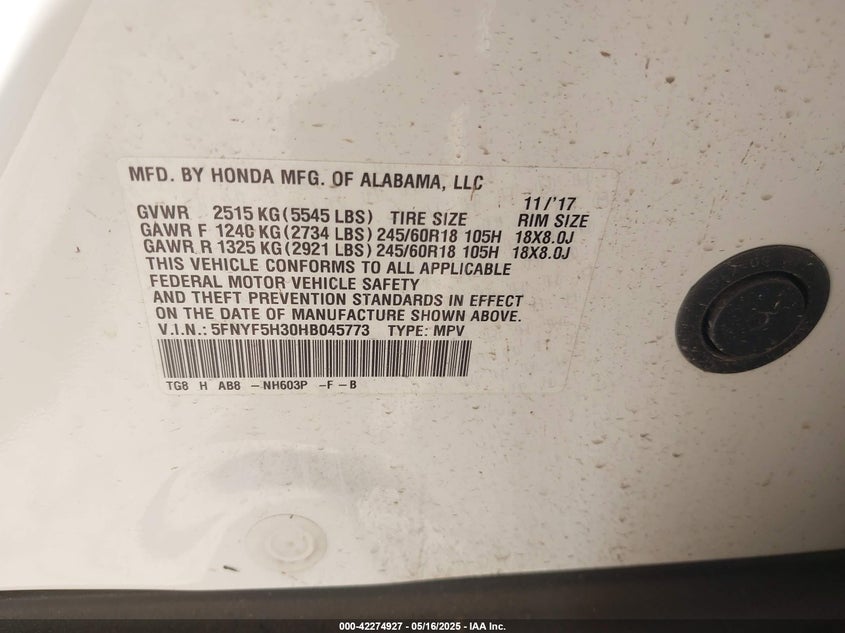 MFD. BY HONDA MFG. OF ALABAMA, LLC
11/'17
GVWR 2515 KG (5545 LBS) TIRE SIZE RIM SIZE
GAWR F 1240 KG (2734 LBS) 245/60R18 105H 18X8.0J
GAWR R 1325 KG (2921 LBS) 245/60R18 105H 18X8.0J
THIS VEHICLE CONFORMS TO ALL APPLICABLE
FEDERAL MOTOR VEHICLE SAFETY
AND THEFT PREVENTION STANDARDS IN EFFECT
ON THE DATE OF MANUFACTURE SHOWN ABOVE.
V.I.N.: 5FNYF5H30HB045773 TYPE: MPV
TG8 H AB8 -NH603P -F-B
000-42274927 - 05/16/2025 - IAA Inc.